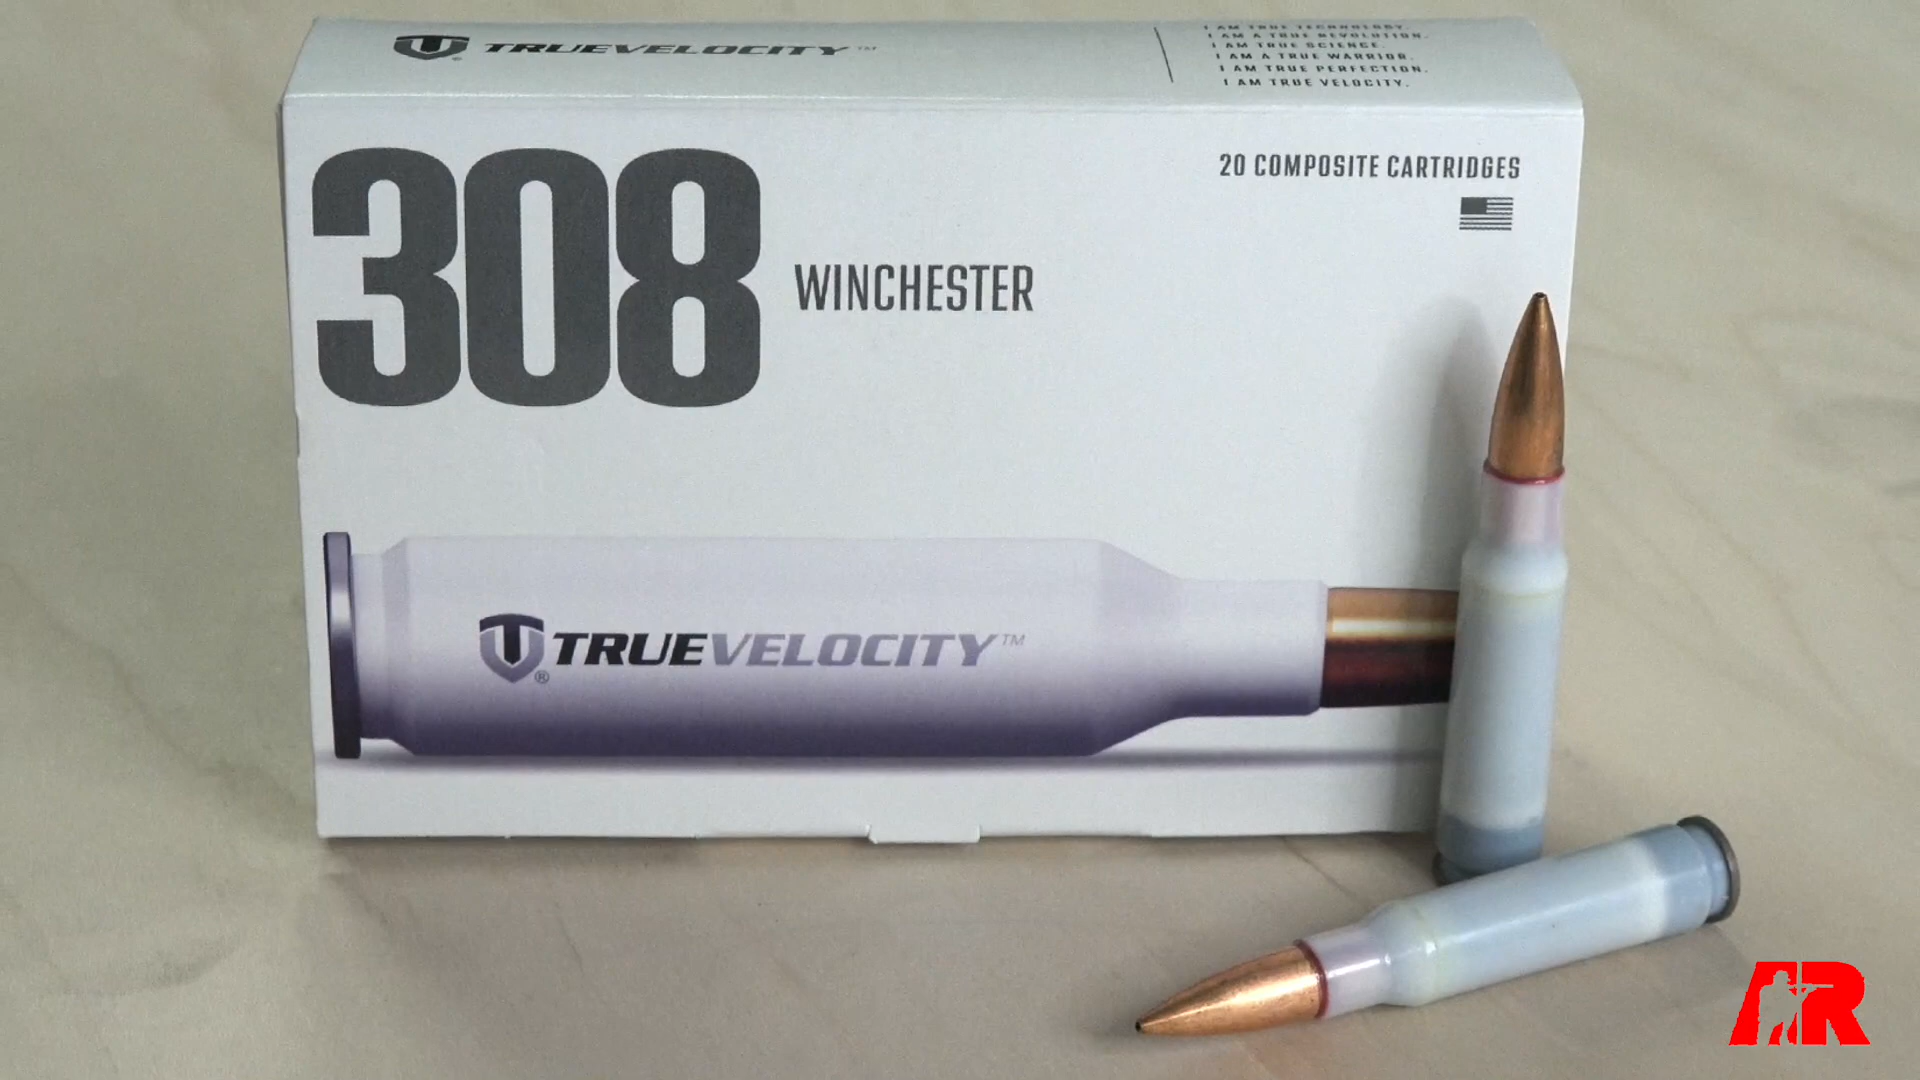 TRUEVELOCITY™
I AM TRUE TECHNOLOGY.
I AM A TRUE REVOLUTION.
I AM TRUE SCIENCE.
I AM A TRUE WARRIOR.
I AM TRUE PERFECTION.
I AM TRUE VELOCITY.
308 WINCHESTER
20 COMPOSITE CARTRIDGES
TRUEVELOCITY™
®
AR